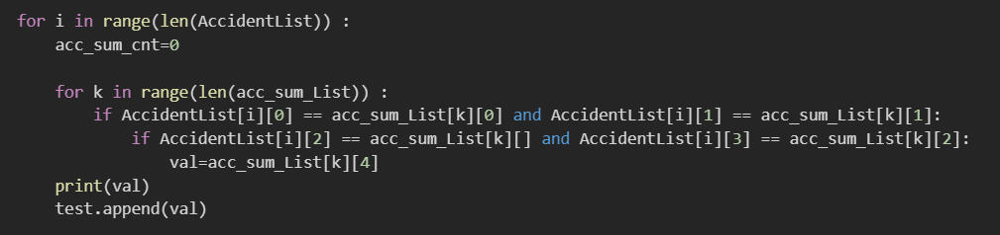 for i in range(len(AccidentList)) :
    acc_sum_cnt=0

    for k in range(len(acc_sum_List)) :
        if AccidentList[i][0] == acc_sum_List[k][0] and AccidentList[i][1] == acc_sum_List[k][1]:
            if AccidentList[i][2] == acc_sum_List[k][] and AccidentList[i][3] == acc_sum_List[k][2]:
                val=acc_sum_List[k][4]
    print(val)
    test.append(val)